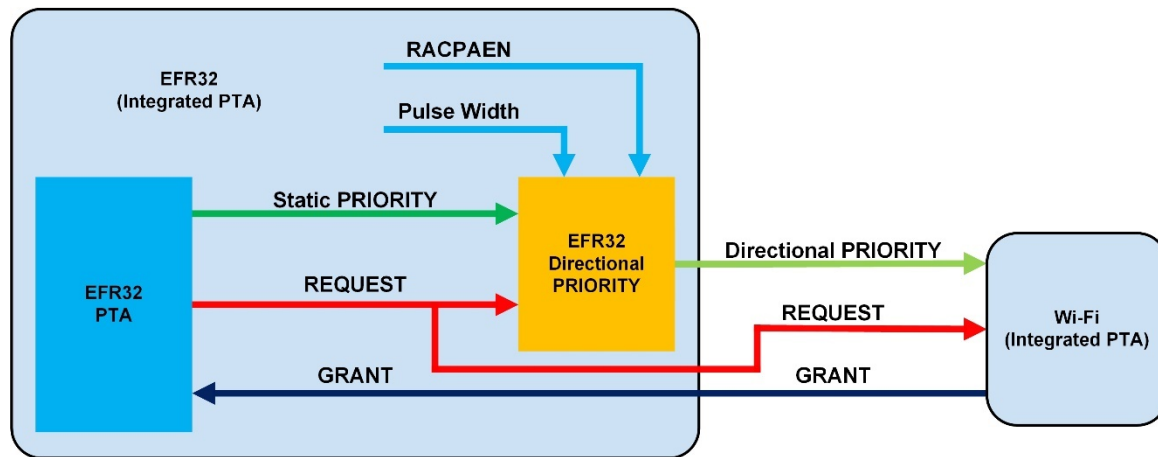 RACPAEN
EFR32
(Integrated PTA)
Pulse Width
Static PRIORITY
EFR32
Directional
PRIORITY
Directional PRIORITY
EFR32
PTA
REQUEST
REQUEST
Wi-Fi
(Integrated PTA)
GRANT
GRANT